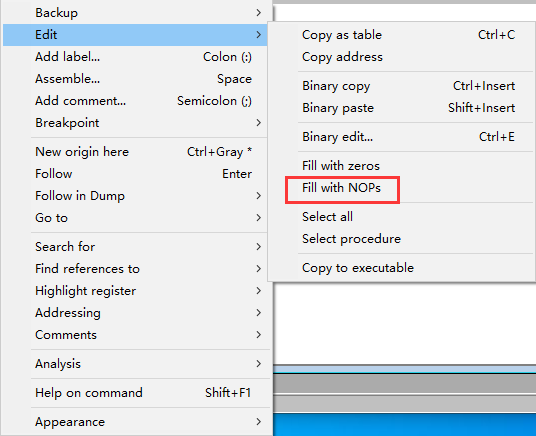 Backup
Edit
Add label... Colon (:)
Assemble... Space
Add comment... Semicolon (;)
Breakpoint
New origin here Ctrl+Gray *
Follow Enter
Follow in Dump
Go to
Search for
Find references to
Highlight register
Addressing
Comments
Analysis
Help on command Shift+F1
Appearance
Copy as table Ctrl+C
Copy address
Binary copy Ctrl+Insert
Binary paste Shift+Insert
Binary edit... Ctrl+E
Fill with zeros
Fill with NOPs
Select all
Select procedure
Copy to executable